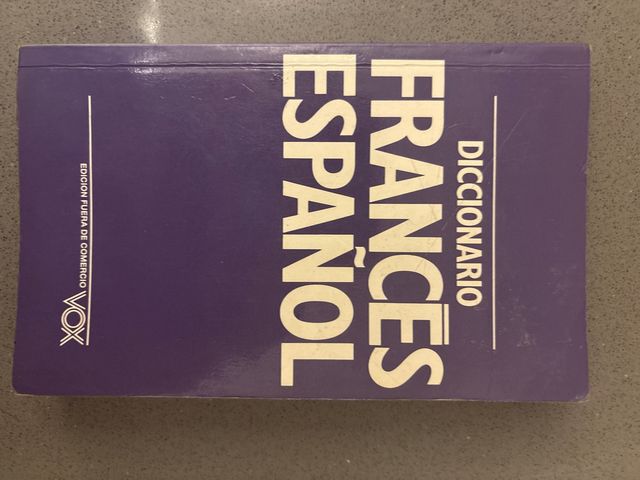 DICCIONARIO
FRANCÉS
ESPAÑOL
EDICION FUERA DE COMERCIO
VOX